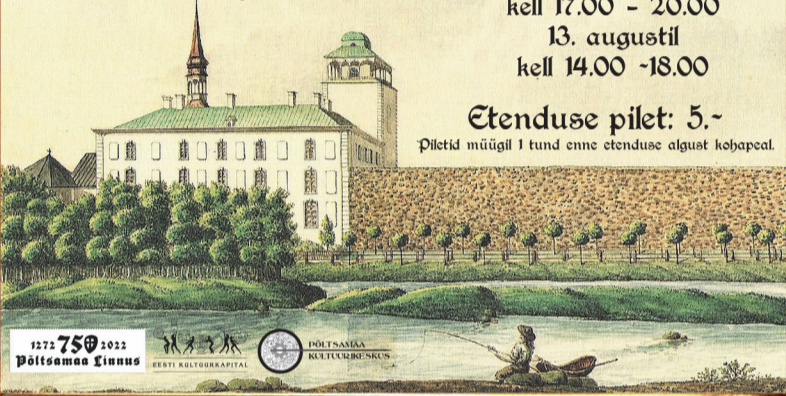 kell 17.00 - 20.00
13. augustil
kell 14.00 -18.00
Etenduse pilet: 5.-
Piletid müügil 1 tund enne etenduse algust kohapeal.
1272 750 2022
Põltsamaa Linnus
EESTI KULTUURKAPITAL
PÕLTSAMAA
KULTUURIKESKUS